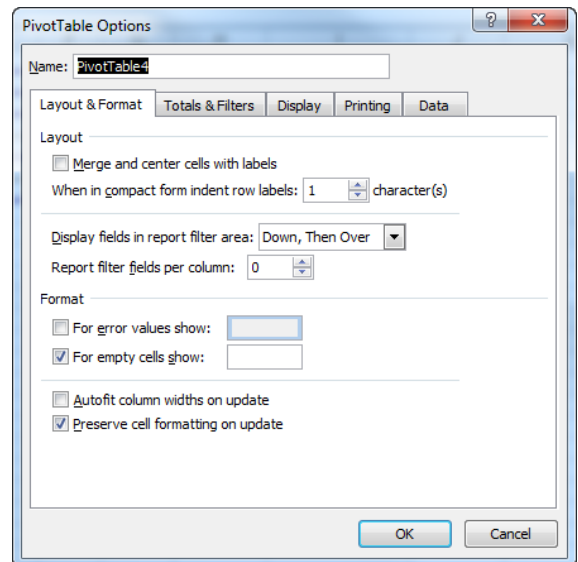 PivotTable Options
?
Name: PivotTable4
Layout & Format Totals & Filters Display Printing Data
Layout
Merge and center cells with labels
When in compact form indent row labels: 1 character(s)
Display fields in report filter area: Down, Then Over
Report filter fields per column: 0
Format
For error values show:
For empty cells show:
Autofit column widths on update
Preserve cell formatting on update
OK Cancel